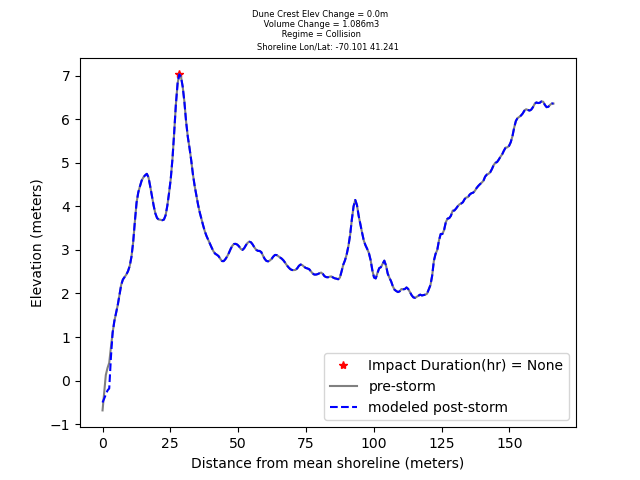 Dune Crest Elev Change = 0.0m
Volume Change = 1.086m3
Regime = Collision
Shoreline Lon/Lat: -70.101 41.241
7
6
5
4
3
2
1
0
−1
Elevation (meters)
Impact Duration(hr) = None
pre-storm
modeled post-storm
0 25 50 75 100 125 150
Distance from mean shoreline (meters)